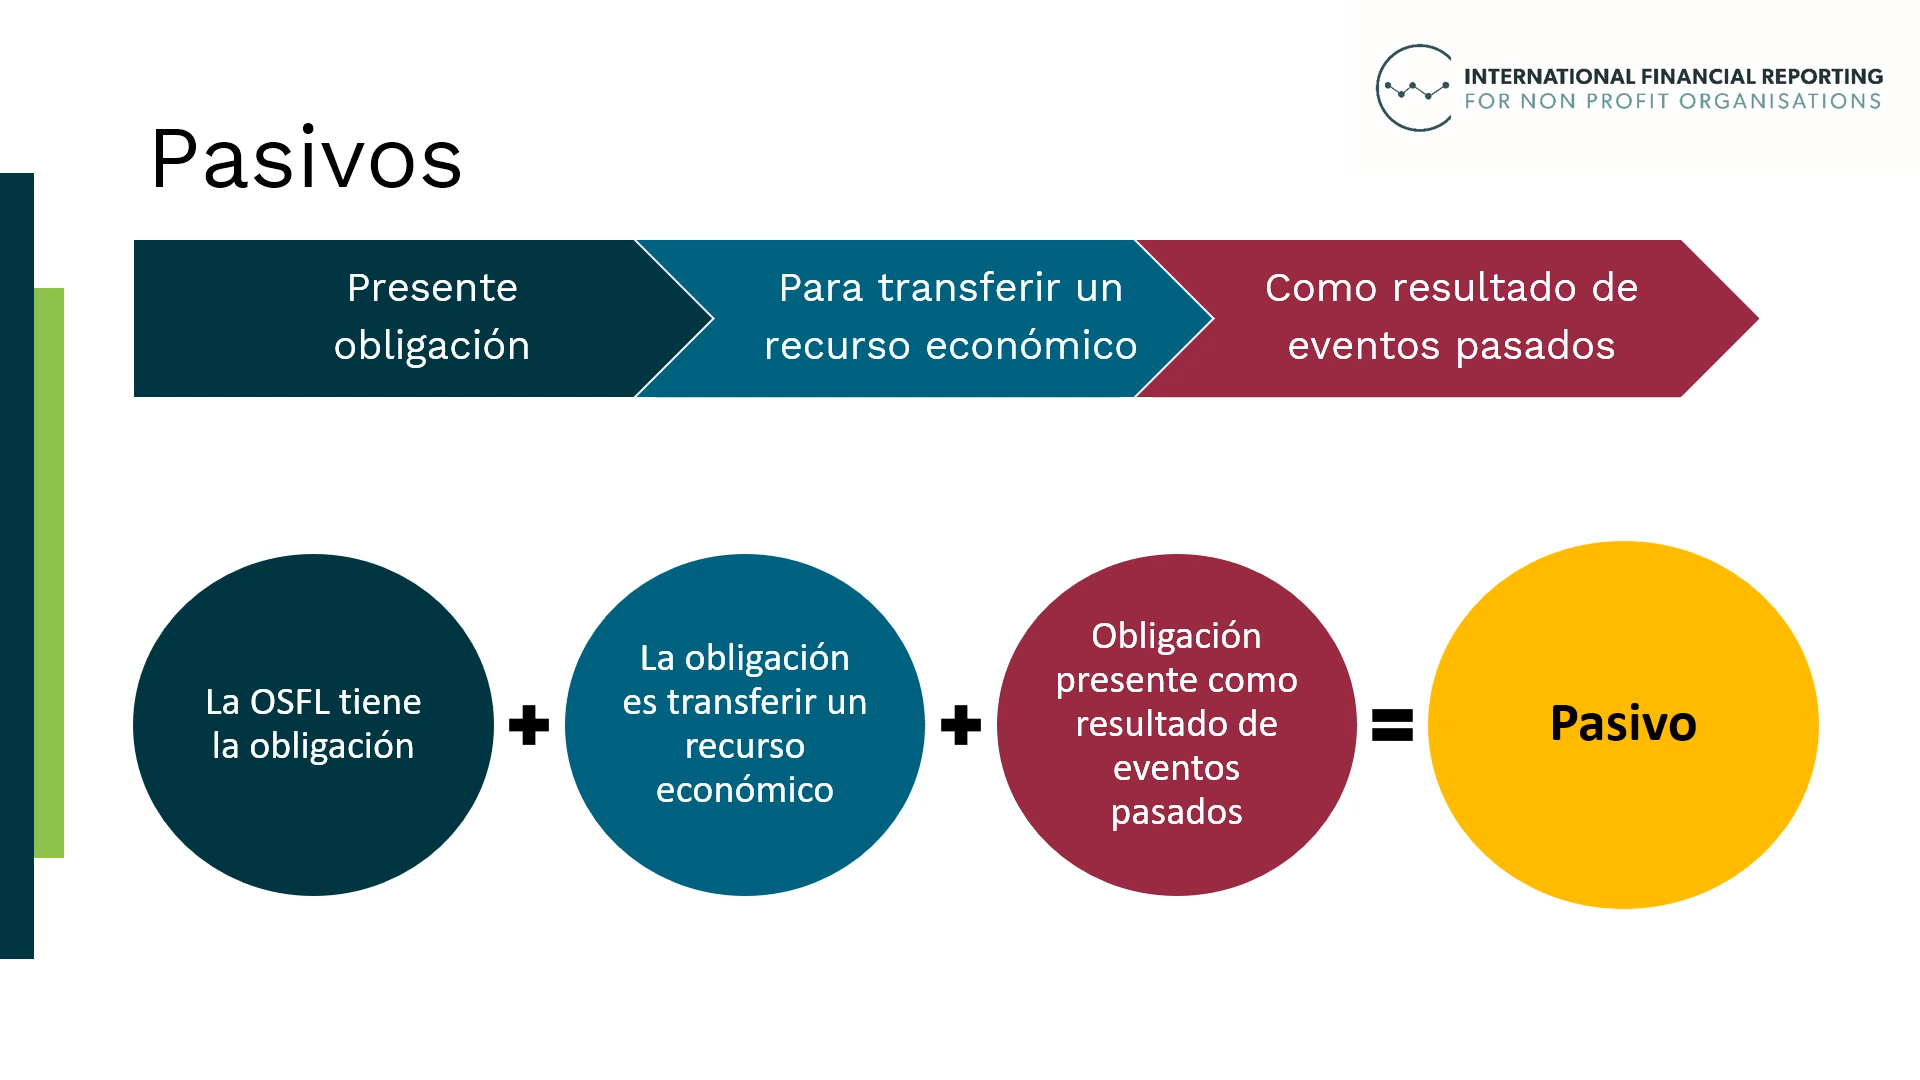 INTERNATIONAL FINANCIAL REPORTING
FOR NON PROFIT ORGANISATIONS
Pasivos
Presente
obligación
Para transferir un
recurso económico
Como resultado de
eventos pasados
La OSFL tiene
la obligación
+
La obligación
es transferir un
recurso
económico
+
Obligación
presente como
resultado de
eventos
pasados
=
Pasivo